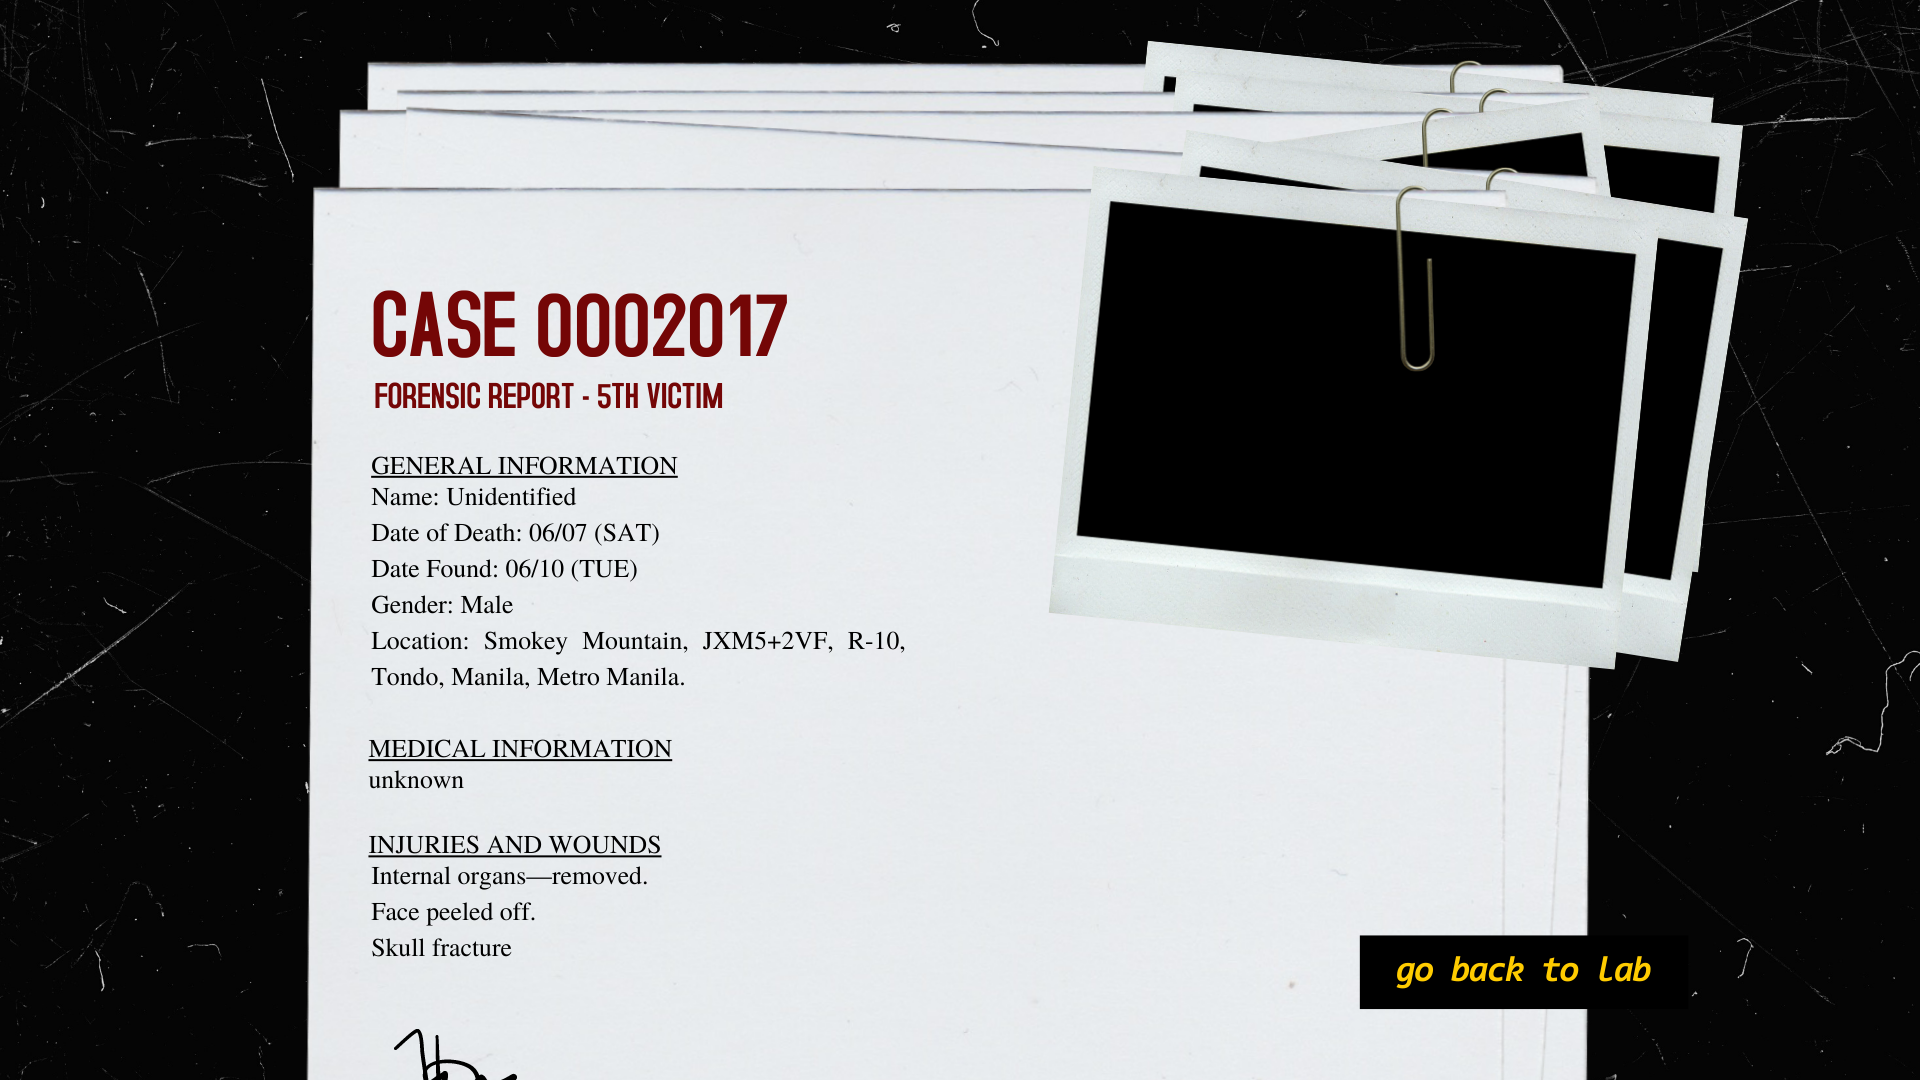 CASE 0002017
FORENSIC REPORT - 5TH VICTIM
GENERAL INFORMATION
Name: Unidentified
Date of Death: 06/07 (SAT)
Date Found: 06/10 (TUE)
Gender: Male
Location: Smokey Mountain, JXM5+2VF, R-10,
Tondo, Manila, Metro Manila.
MEDICAL INFORMATION
unknown
INJURIES AND WOUNDS
Internal organs—removed.
Face peeled off.
Skull fracture
go back to lab